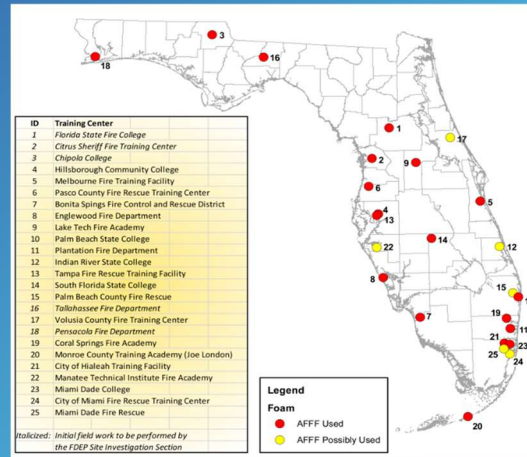 ID Training Center
1 Florida State Fire College
2 Citrus Sheriff Fire Training Center
3 Chipola College
4 Hillsborough Community College
5 Melbourne Fire Training Facility
6 Pasco County Fire Rescue Training Center
7 Bonita Spings Fire Control and Rescue District
8 Englewood Fire Department
9 Lake Tech Fire Academy
10 Palm Beach State College
11 Plantation Fire Department
12 Indian River State College
13 Tampa Fire Rescue Training Facility
14 South Florida State College
15 Palm Beach County Fire Rescue
16 Tallahassee Fire Department
17 Volusia County Fire Training Center
18 Pensacola Fire Department
19 Coral Springs Fire Academy
20 Monroe County Training Academy (Joe London)
21 City of Hialeah Training Facility
22 Manatee Technical Institute Fire Academy
23 Miami Dade College
24 City of Miami Fire Rescue Training Center
25 Miami Dade Fire Rescue
Italicized: Initial field work to be performed by
the FDEP Site Investigation Section
3
18
16
1
17
2
9
6
5
4
13
14
22
12
8
15
7
19
11
21
23
25
24
20
Legend
Foam
AFFF Used
AFFF Possibly Used